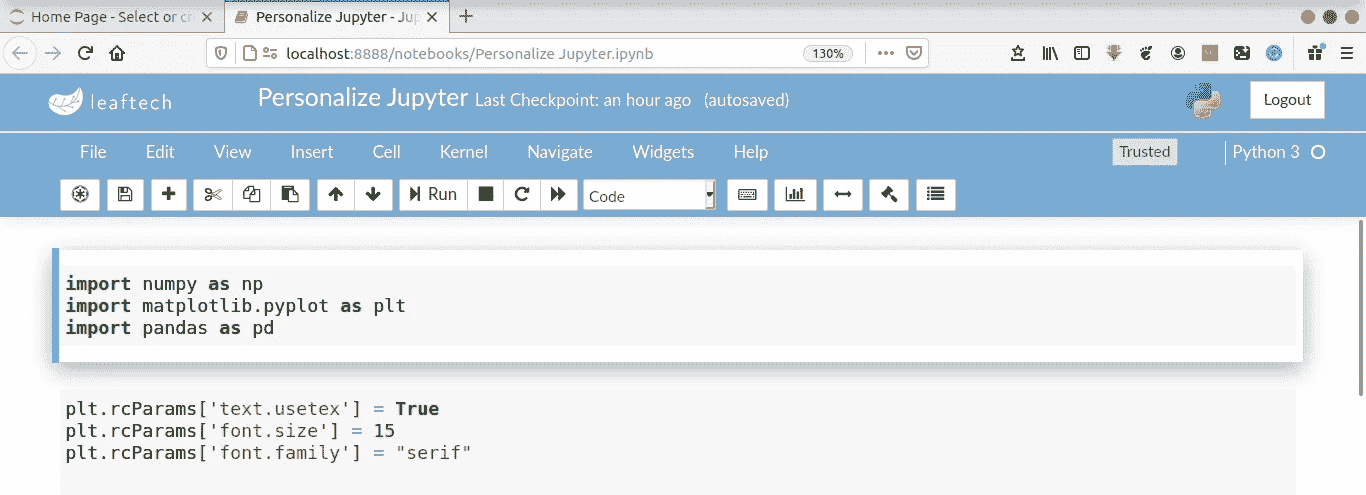 Home Page - Select or cr
Personalize Jupyter - Jup
localhost:8888/notebooks/Personalize Jupyter.ipynb
130%
leaftech
Personalize Jupyter Last Checkpoint: an hour ago (autosaved)
Logout
File Edit View Insert Cell Kernel Navigate Widgets Help
Trusted
Python 3
Run
Code
import numpy as np
import matplotlib.pyplot as plt
import pandas as pd
plt.rcParams['text.usetex'] = True
plt.rcParams['font.size'] = 15
plt.rcParams['font.family'] = "serif"